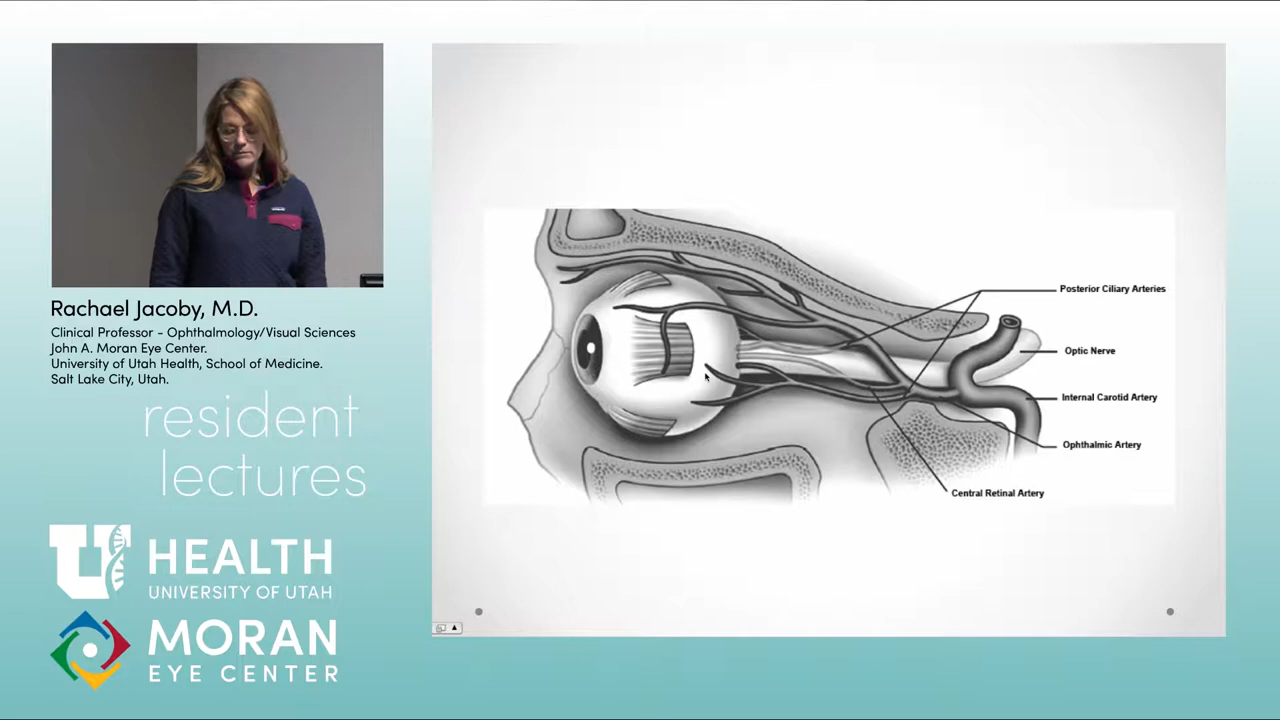 Rachael Jacoby, M.D.
Clinical Professor - Ophthalmology/Visual Sciences
John A. Moran Eye Center.
University of Utah Health, School of Medicine.
Salt Lake City, Utah.
resident
lectures
U HEALTH
UNIVERSITY OF UTAH
MORAN
EYE CENTER
Posterior Ciliary Arteries
Optic Nerve
Internal Carotid Artery
Ophthalmic Artery
Central Retinal Artery